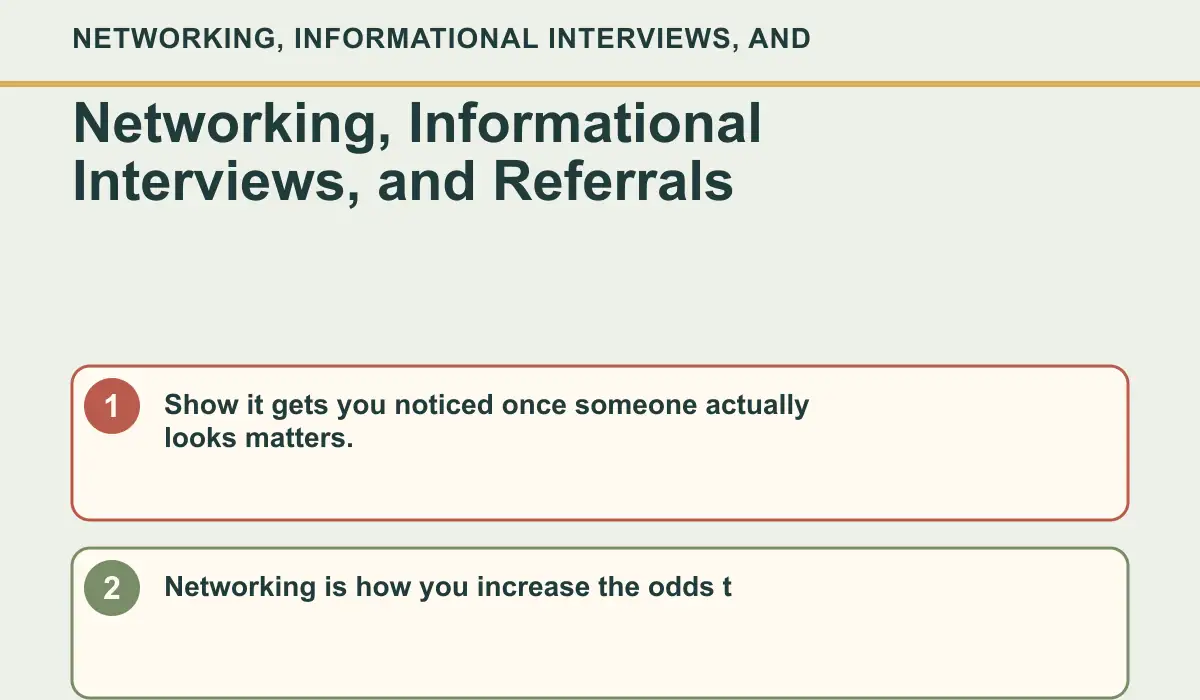 NETWORKING, INFORMATIONAL INTERVIEWS, AND
Networking, Informational
Interviews, and Referrals
1
Show it gets you noticed once someone actually
looks matters.
2
Networking is how you increase the odds t